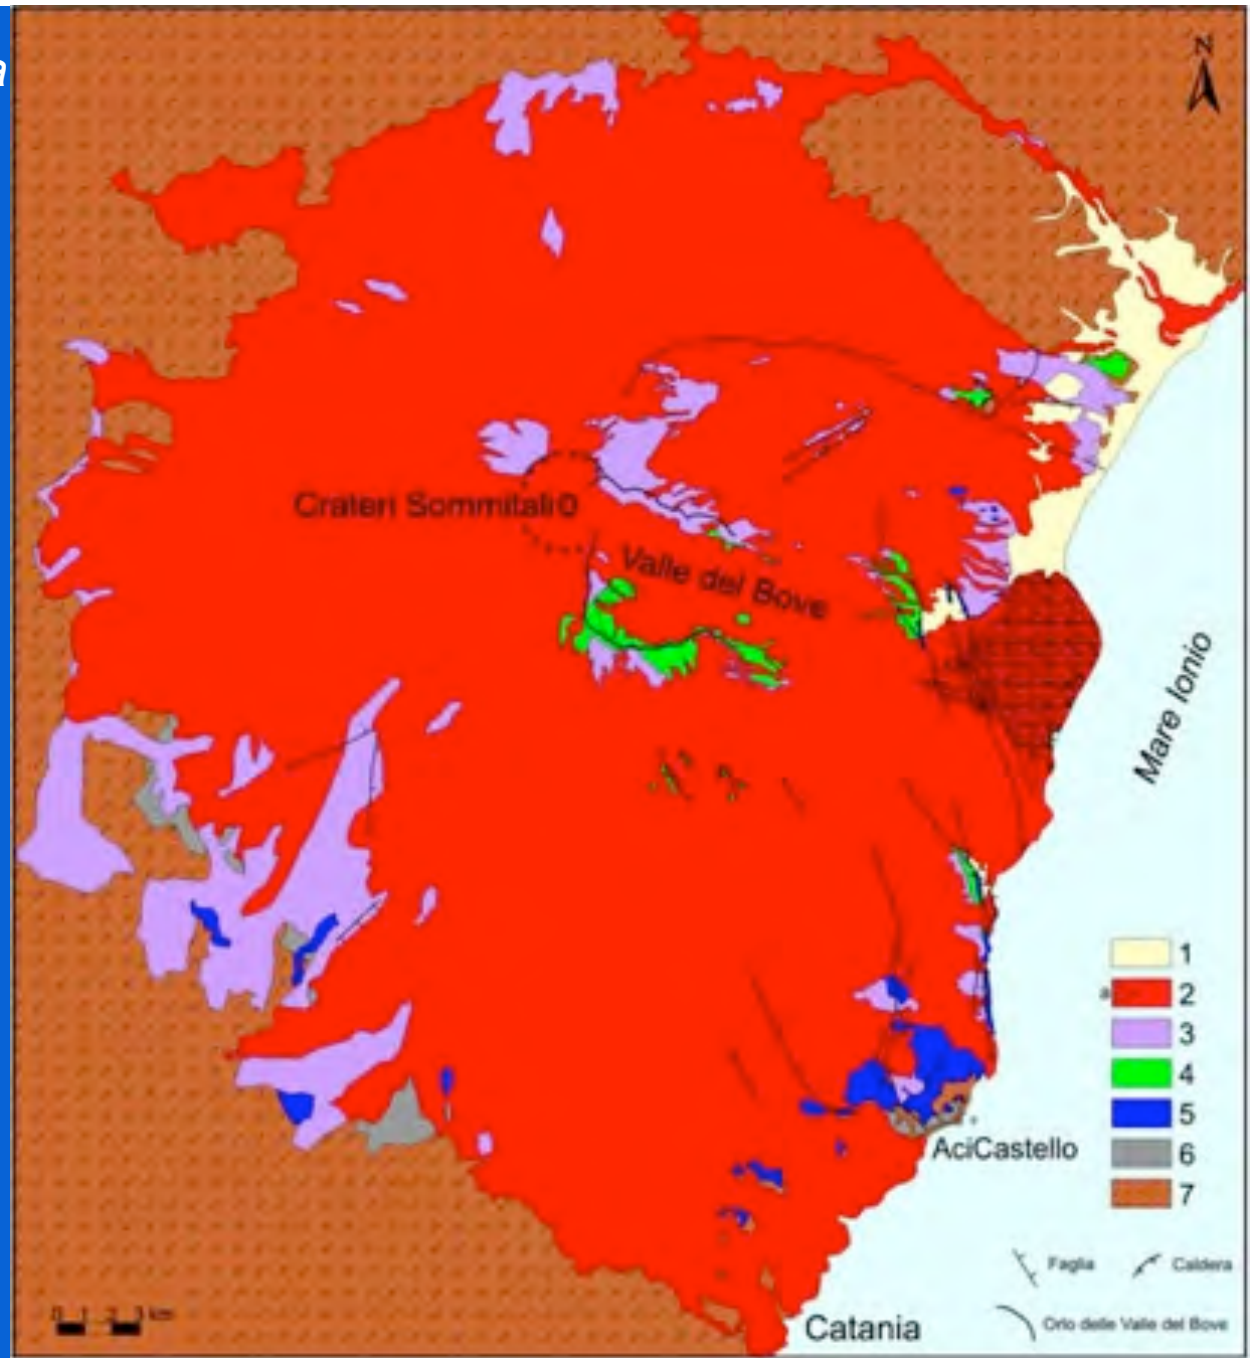 a
N
Crateri Sommitali
Valle del Bove
Mare Ionio
1
2
3
4
5
6
7
AciCastello
Faglia
Caldera
Orlo delle Valle del Bove
0 1 2 3 km
Catania